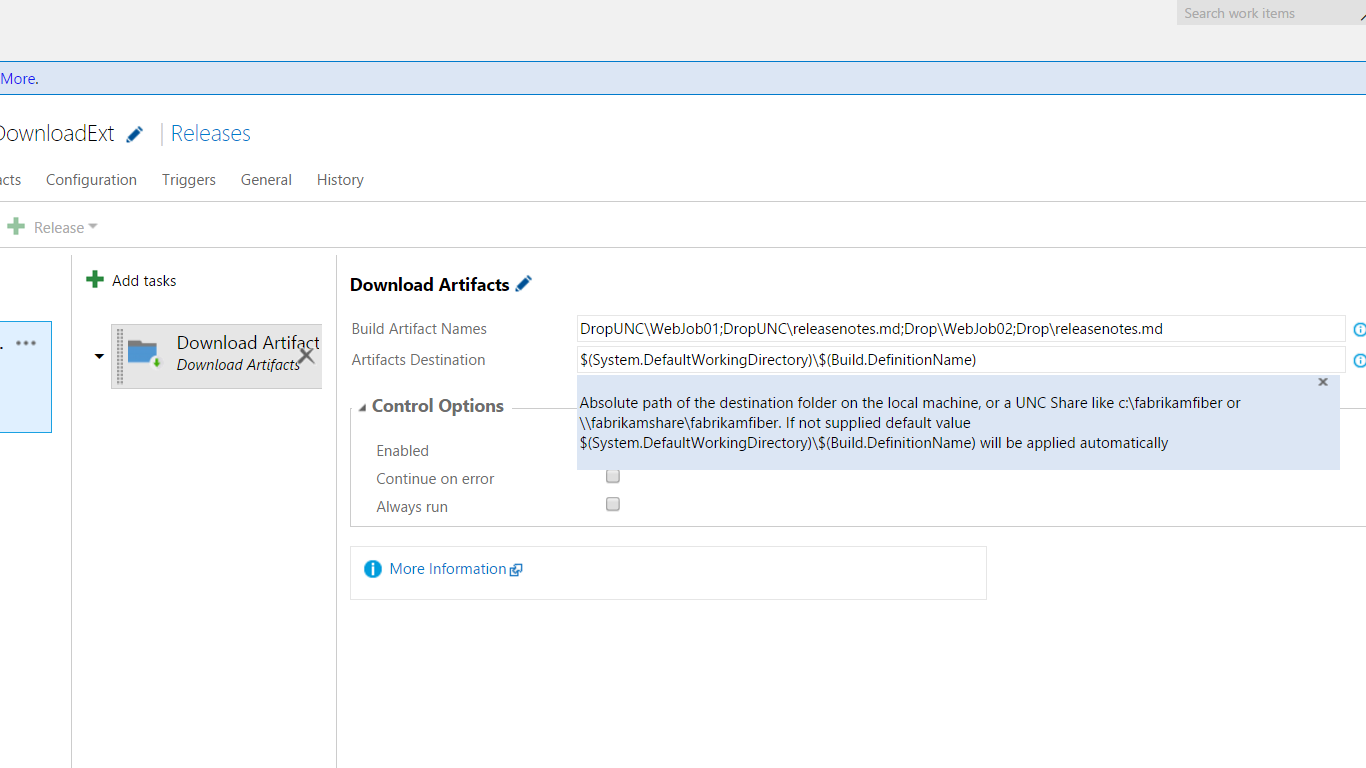 Search work items
More.
DownloadExt
Releases
Configuration Triggers General History
Release
Add tasks
Download Artifacts
Download Artifact
Download Artifacts
Build Artifact Names
DropUNC\WebJob01;DropUNC\releasenotes.md;Drop\WebJob02;Drop\releasenotes.md
Artifacts Destination
$(System.DefaultWorkingDirectory)\$(Build.DefinitionName)
Absolute path of the destination folder on the local machine, or a UNC Share like c:\fabrikamfiber or
\\fabrikamshare\fabrikamfiber. If not supplied default value
$(System.DefaultWorkingDirectory)\$(Build.DefinitionName) will be applied automatically
Control Options
Enabled
Continue on error
Always run
More Information